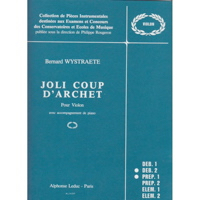 Collection de Pièces Instrumentales
destinées aux Examens et Concours
des Conservatoires et Ecoles de Musique
publiée sous la direction de Philippe Rougeron
VIOLON
Bernard WYSTRAETE
JOLI COUP
D'ARCHET
Pour Violon
avec accompagnement de piano
DEB. 1
DEB. 2
PREP. 1
PREP. 2
ELEM. 1
ELEM. 2
Alphonse Leduc - Paris